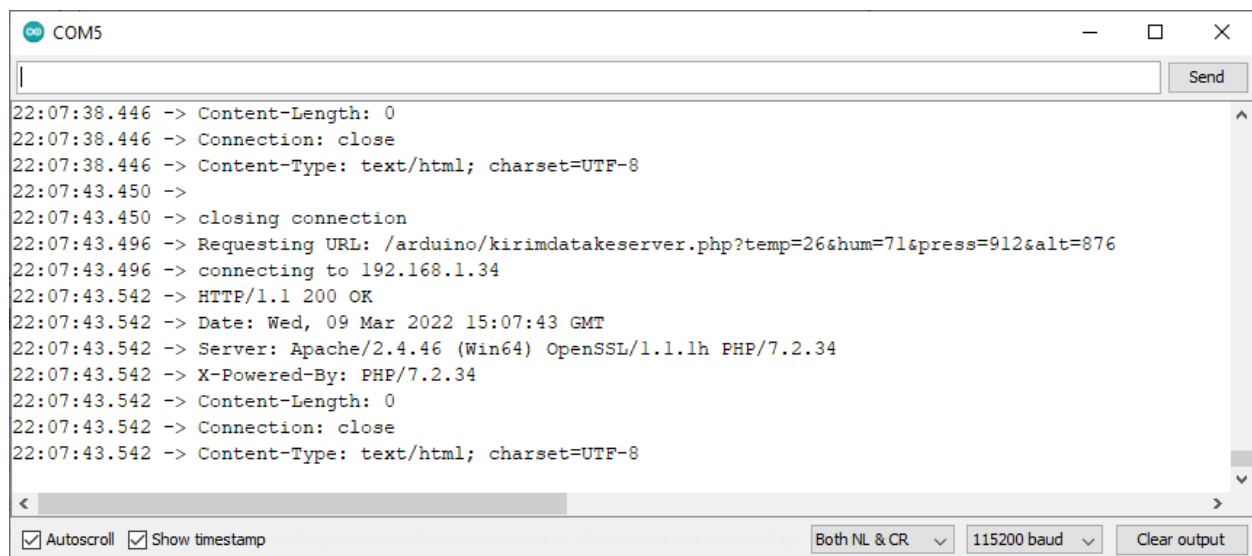 COM5
Send
22:07:38.446 -> Content-Length: 0
22:07:38.446 -> Connection: close
22:07:38.446 -> Content-Type: text/html; charset=UTF-8
22:07:43.450 ->
22:07:43.450 -> closing connection
22:07:43.496 -> Requesting URL: /arduino/kirimdatakeserver.php?temp=26&hum=71&press=912&alt=876
22:07:43.496 -> connecting to 192.168.1.34
22:07:43.542 -> HTTP/1.1 200 OK
22:07:43.542 -> Date: Wed, 09 Mar 2022 15:07:43 GMT
22:07:43.542 -> Server: Apache/2.4.46 (Win64) OpenSSL/1.1.1h PHP/7.2.34
22:07:43.542 -> X-Powered-By: PHP/7.2.34
22:07:43.542 -> Content-Length: 0
22:07:43.542 -> Connection: close
22:07:43.542 -> Content-Type: text/html; charset=UTF-8
Autoscroll Show timestamp Both NL & CR 115200 baud Clear output